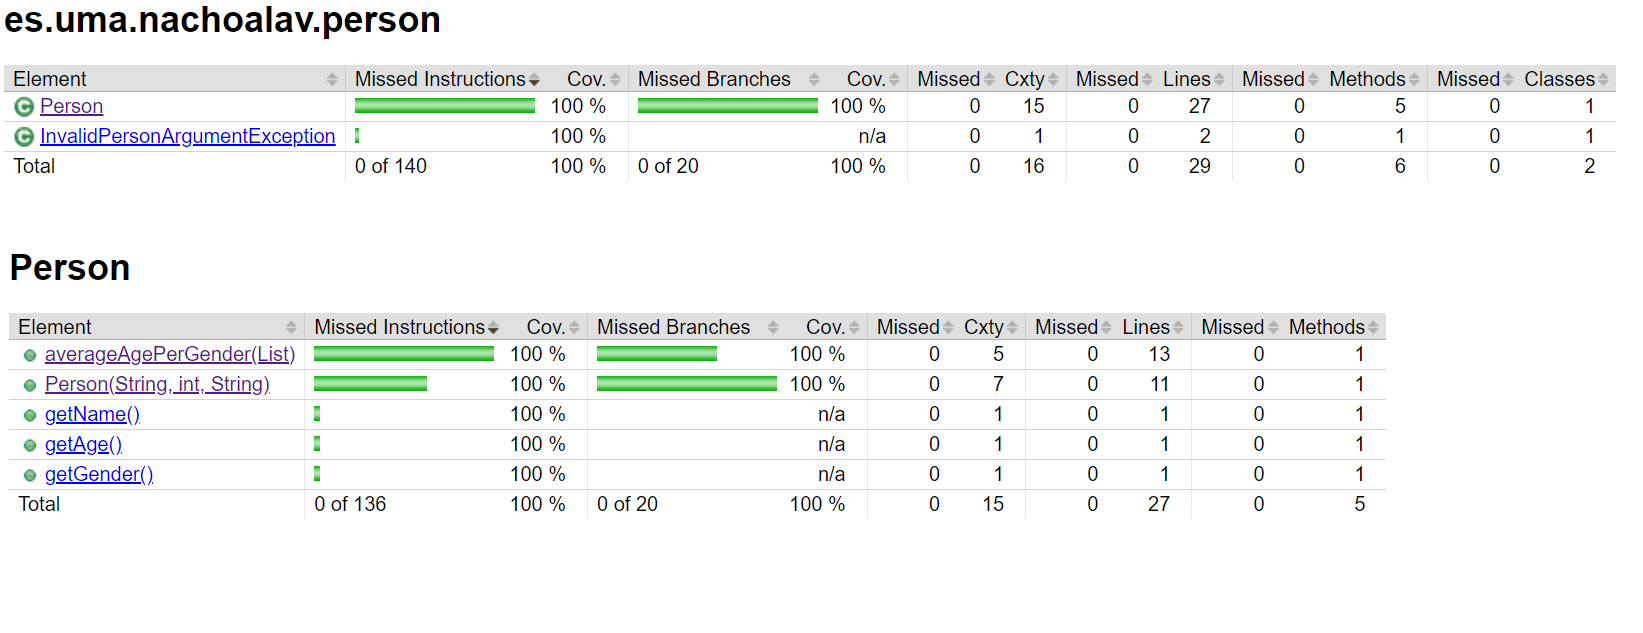 es.uma.nachoalav.person
Element Missed Instructions Cov. Missed Branches Cov. Missed Cxty Missed Lines Missed Methods Missed Classes
C Person 100 % 100 % 0 15 0 27 0 5 0 1
C InvalidPersonArgumentException 100 % n/a 0 1 0 2 0 1 0 1
Total 0 of 140 100 % 0 of 20 100 % 0 16 0 29 0 6 0 2
Person
Element Missed Instructions Cov. Missed Branches Cov. Missed Cxty Missed Lines Missed Methods
averageAgePerGender(List) 100 % 100 % 0 5 0 13 0 1
Person(String, int, String) 100 % 100 % 0 7 0 11 0 1
getName() 100 % n/a 0 1 0 1 0 1
getAge() 100 % n/a 0 1 0 1 0 1
getGender() 100 % n/a 0 1 0 1 0 1
Total 0 of 136 100 % 0 of 20 100 % 0 15 0 27 0 5